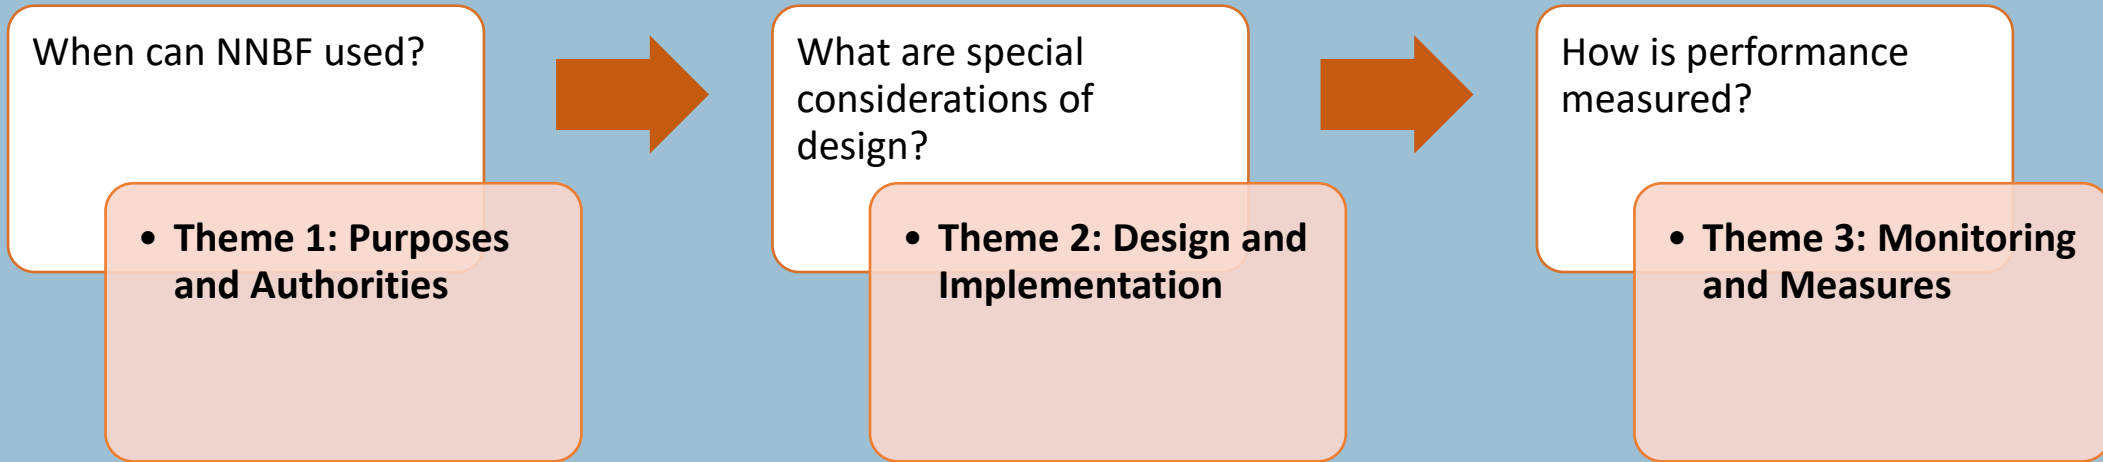 When can NNBF used?
• Theme 1: Purposes
and Authorities
What are special
considerations of
design?
• Theme 2: Design and
Implementation
How is performance
measured?
• Theme 3: Monitoring
and Measures